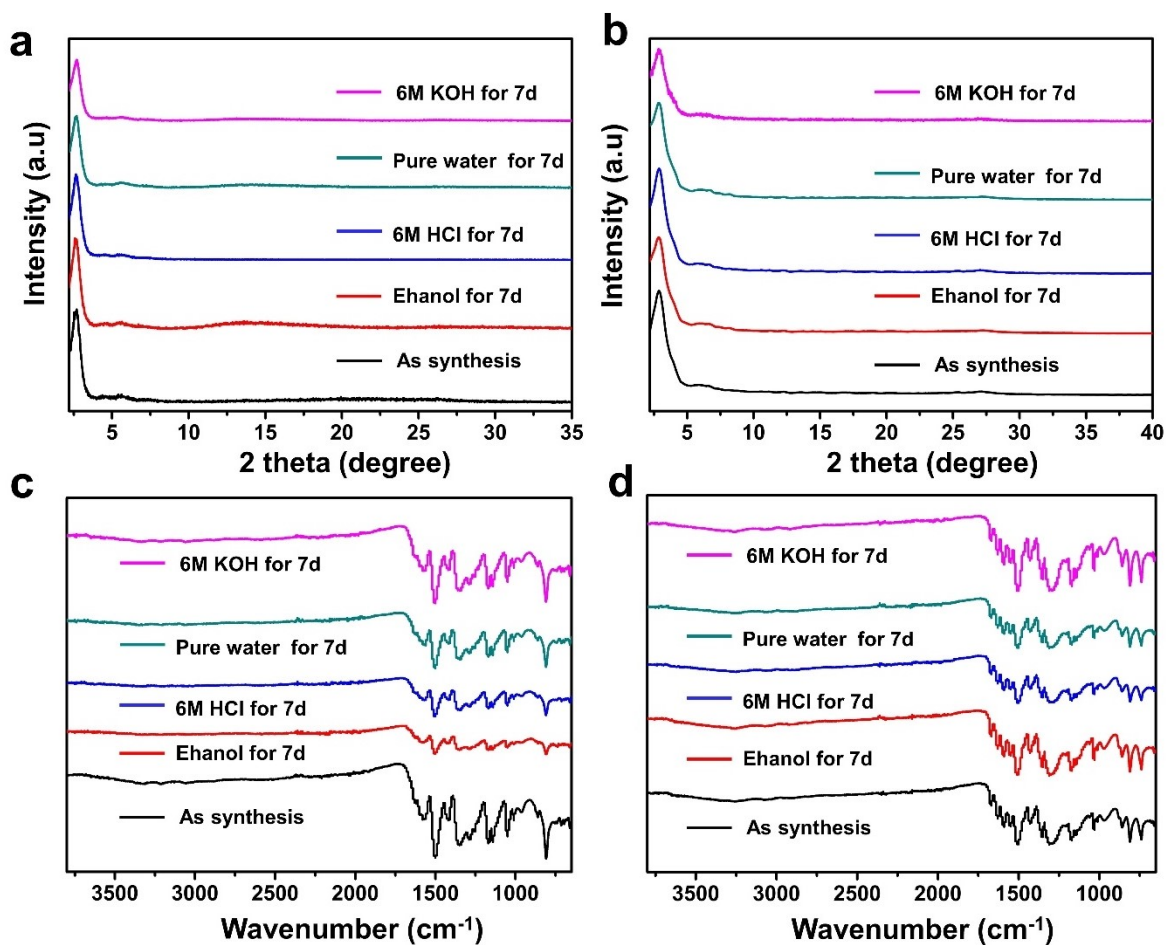 a
Intensity (a.u)
6M KOH for 7d
Pure water for 7d
6M HCl for 7d
Ehanol for 7d
As synthesis
5 10 15 20 25 30 35
2 theta (degree)
b
Intensity (a.u)
6M KOH for 7d
Pure water for 7d
6M HCl for 7d
Ehanol for 7d
As synthesis
5 10 15 20 25 30 35 40
2 theta (degree)
c
6M KOH for 7d
Pure water for 7d
6M HCl for 7d
Ehanol for 7d
As synthesis
3500 3000 2500 2000 1500 1000
Wavenumber (cm⁻¹)
d
6M KOH for 7d
Pure water for 7d
6M HCl for 7d
Ehanol for 7d
As synthesis
3500 3000 2500 2000 1500 1000
Wavenumber (cm⁻¹)